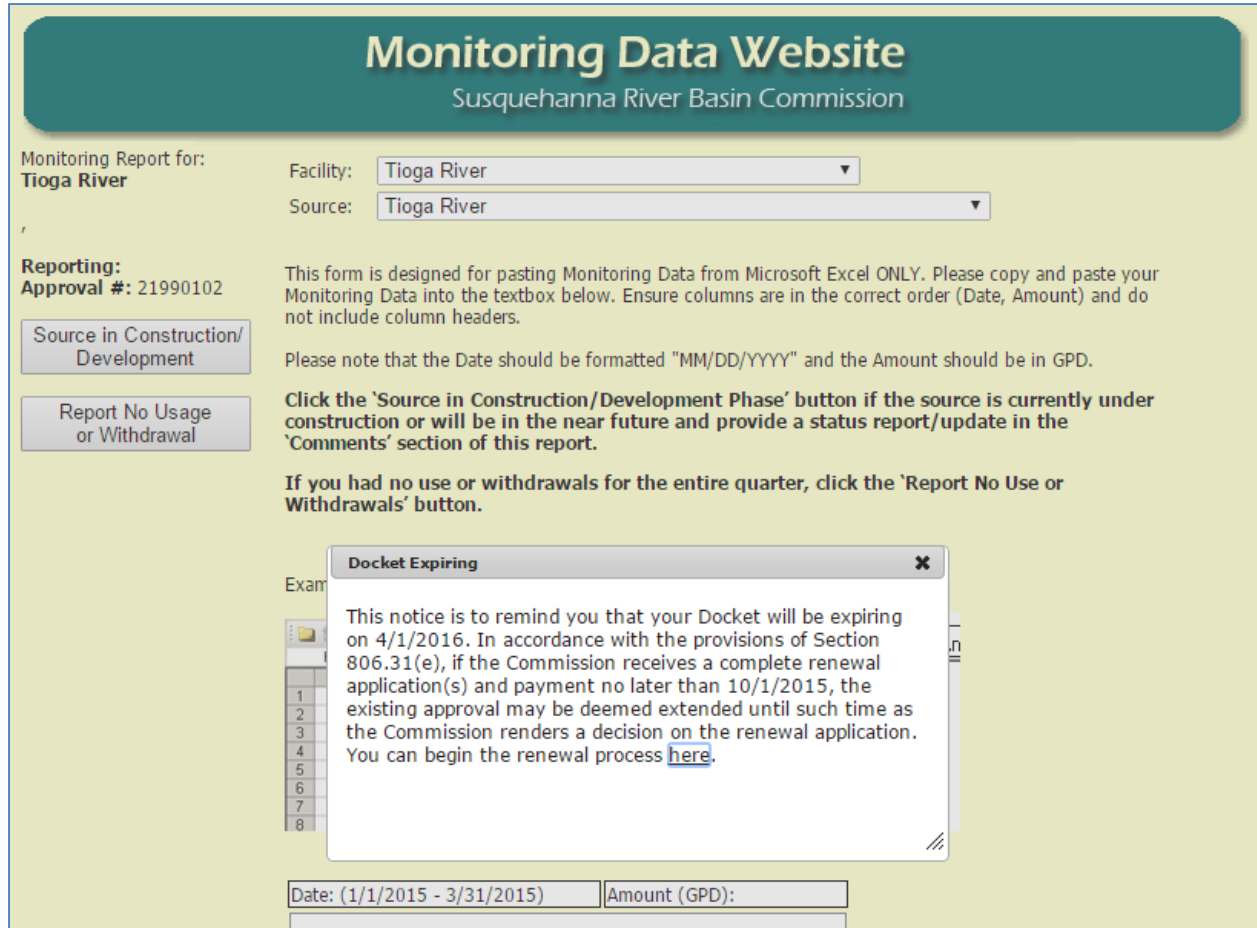 Monitoring Data Website
Susquehanna River Basin Commission
Monitoring Report for:
Tioga River
,
Reporting:
Approval #: 21990102
Source in Construction/
Development
Report No Usage
or Withdrawal
Facility: Tioga River
Source: Tioga River
This form is designed for pasting Monitoring Data from Microsoft Excel ONLY. Please copy and paste your
Monitoring Data into the textbox below. Ensure columns are in the correct order (Date, Amount) and do
not include column headers.
Please note that the Date should be formatted "MM/DD/YYYY" and the Amount should be in GPD.
Click the `Source in Construction/Development Phase' button if the source is currently under
construction or will be in the near future and provide a status report/update in the
`Comments' section of this report.
If you had no use or withdrawals for the entire quarter, click the `Report No Use or
Withdrawals' button.
Exam
Docket Expiring
This notice is to remind you that your Docket will be expiring
on 4/1/2016. In accordance with the provisions of Section
806.31(e), if the Commission receives a complete renewal
application(s) and payment no later than 10/1/2015, the
existing approval may be deemed extended until such time as
the Commission renders a decision on the renewal application.
You can begin the renewal process here.
1
2
3
4
5
6
7
8
Date: (1/1/2015 - 3/31/2015) Amount (GPD):